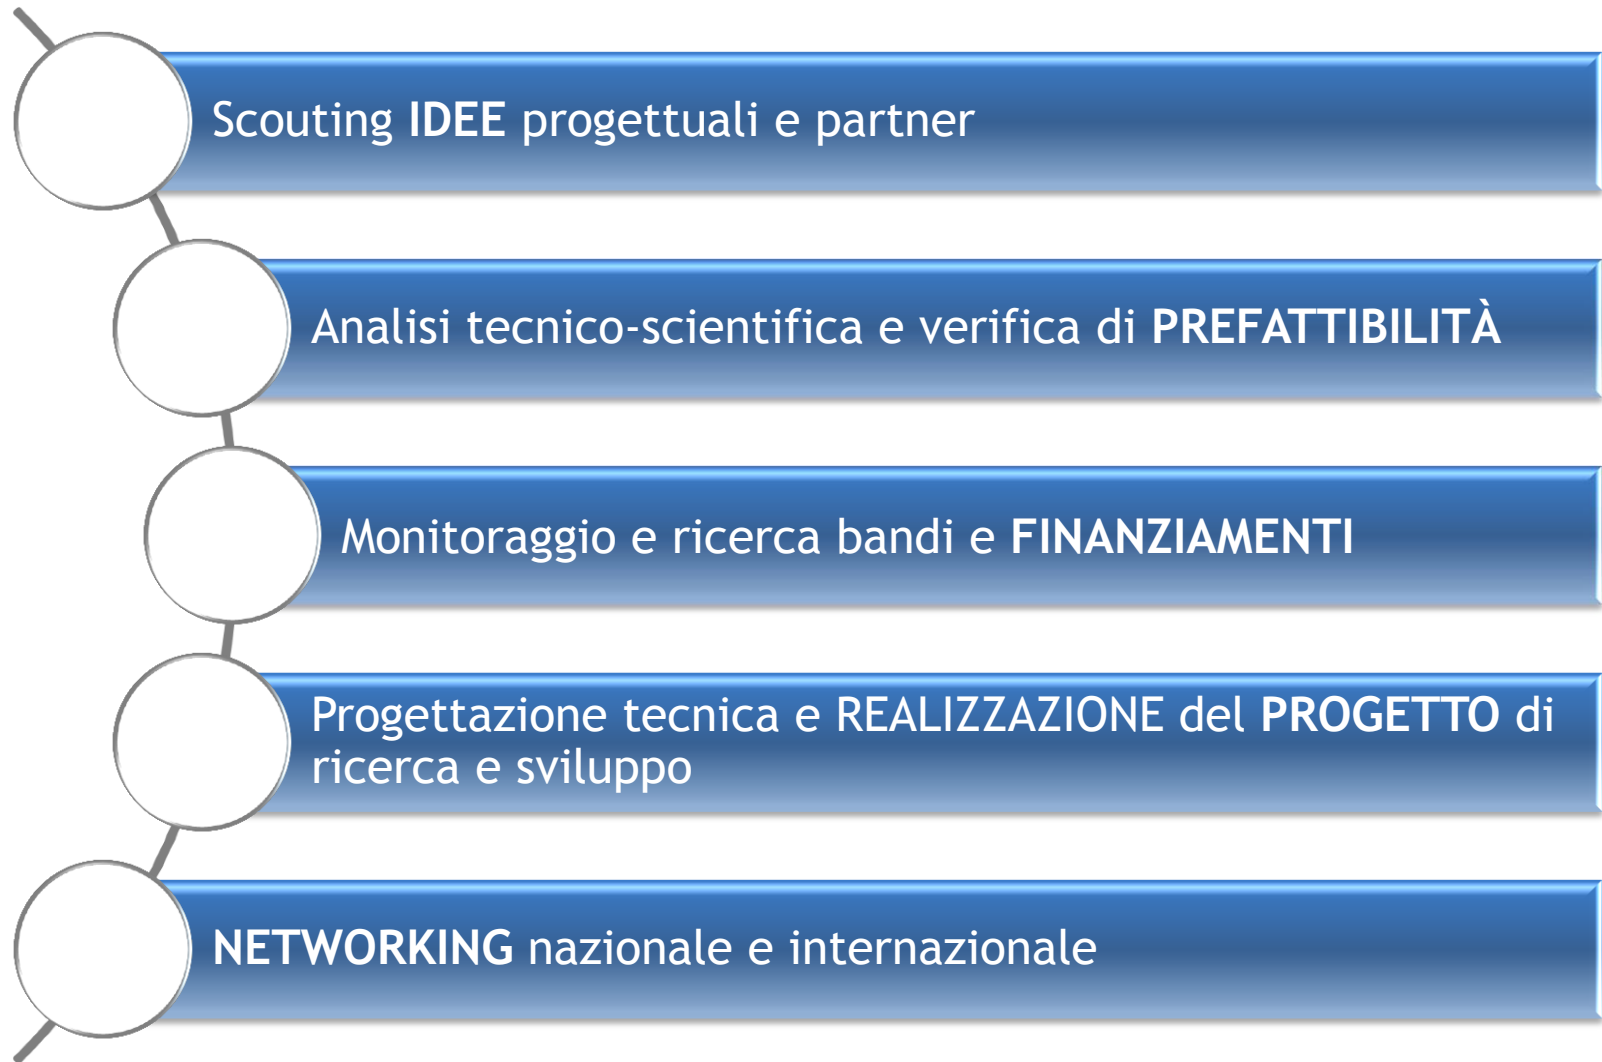 Scouting IDEE progettuali e partner
Analisi tecnico-scientifica e verifica di PREFATTIBILITÀ
Monitoraggio e ricerca bandi e FINANZIAMENTI
Progettazione tecnica e REALIZZAZIONE del PROGETTO di
ricerca e sviluppo
NETWORKING nazionale e internazionale